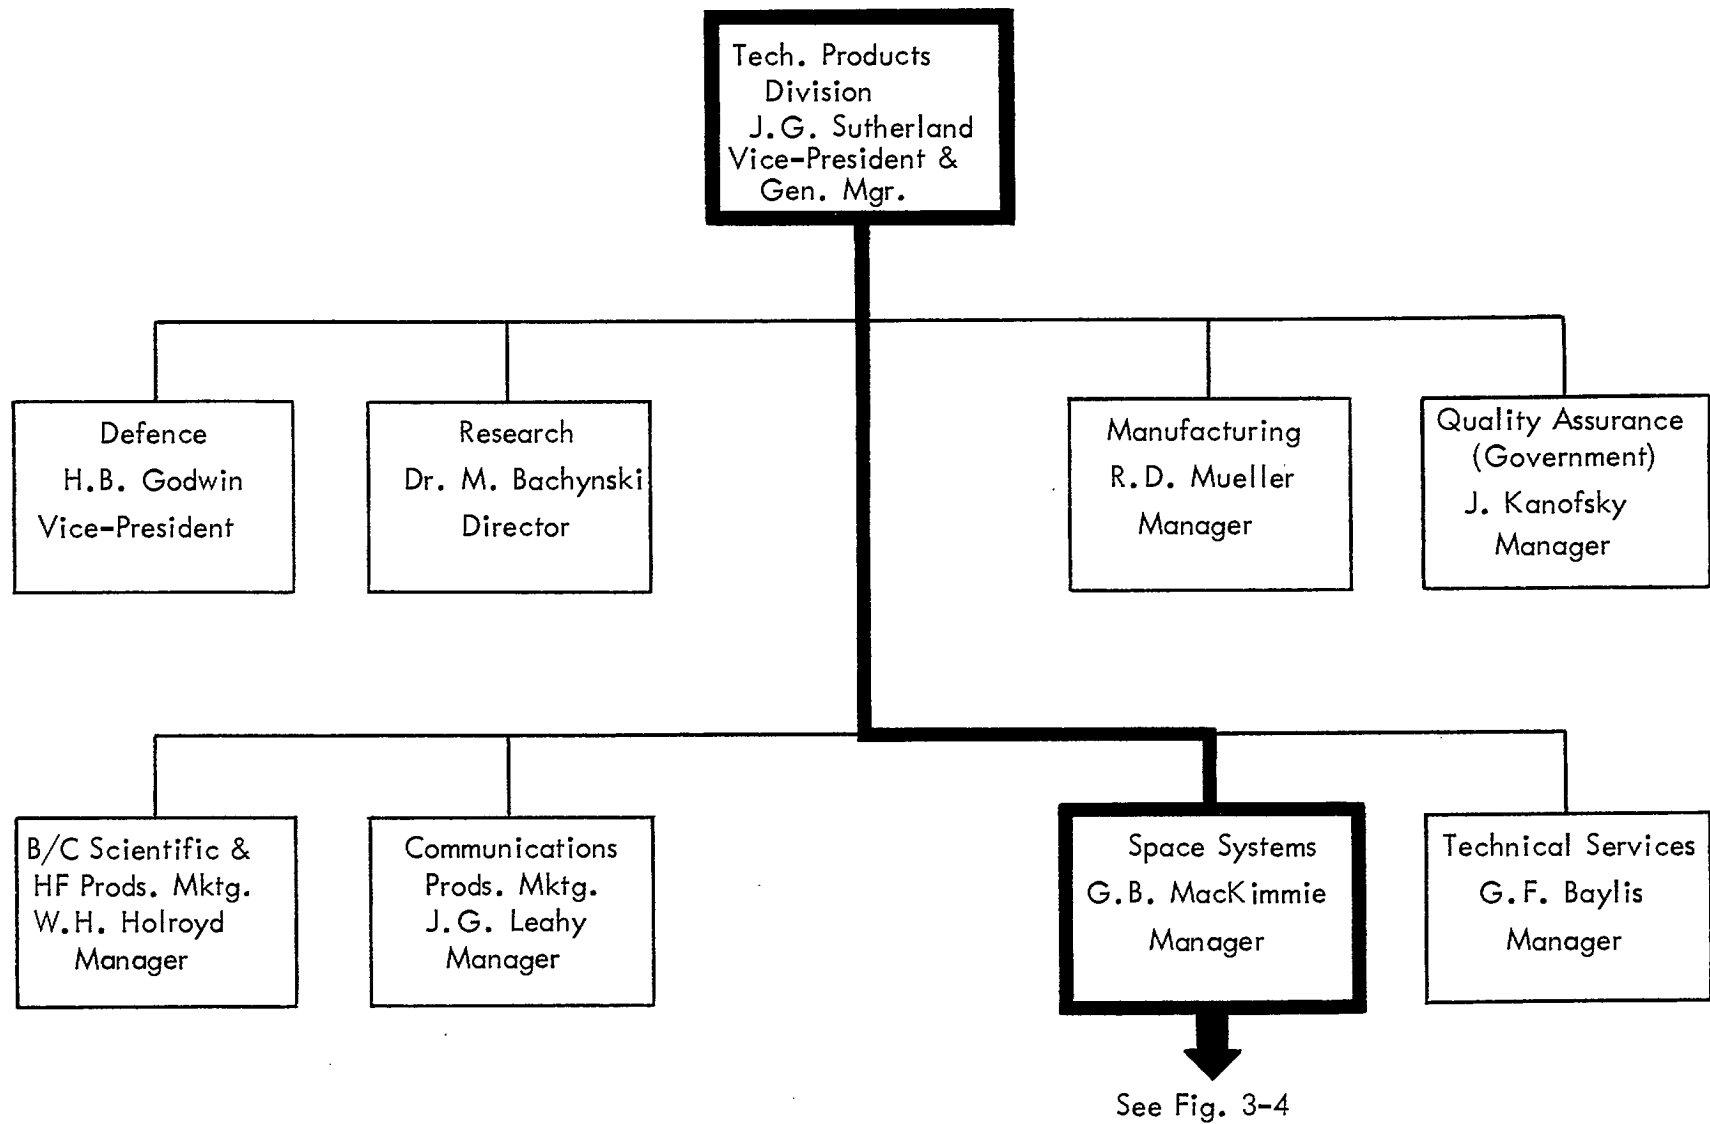 Tech. Products
Division
J.G. Sutherland
Vice-President &
Gen. Mgr.
Defence
H.B. Godwin
Vice-President
Research
Dr. M. Bachynski
Director
Manufacturing
R.D. Mueller
Manager
Quality Assurance
(Government)
J. Kanofsky
Manager
B/C Scientific &
HF Prods. Mktg.
W.H. Holroyd
Manager
Communications
Prods. Mktg.
J.G. Leahy
Manager
Space Systems
G.B. MacKimmie
Manager
Technical Services
G.F. Baylis
Manager
See Fig. 3-4